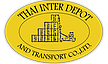 THAI INTER DEPOT
AND TRANSPORT CO.,LTD.